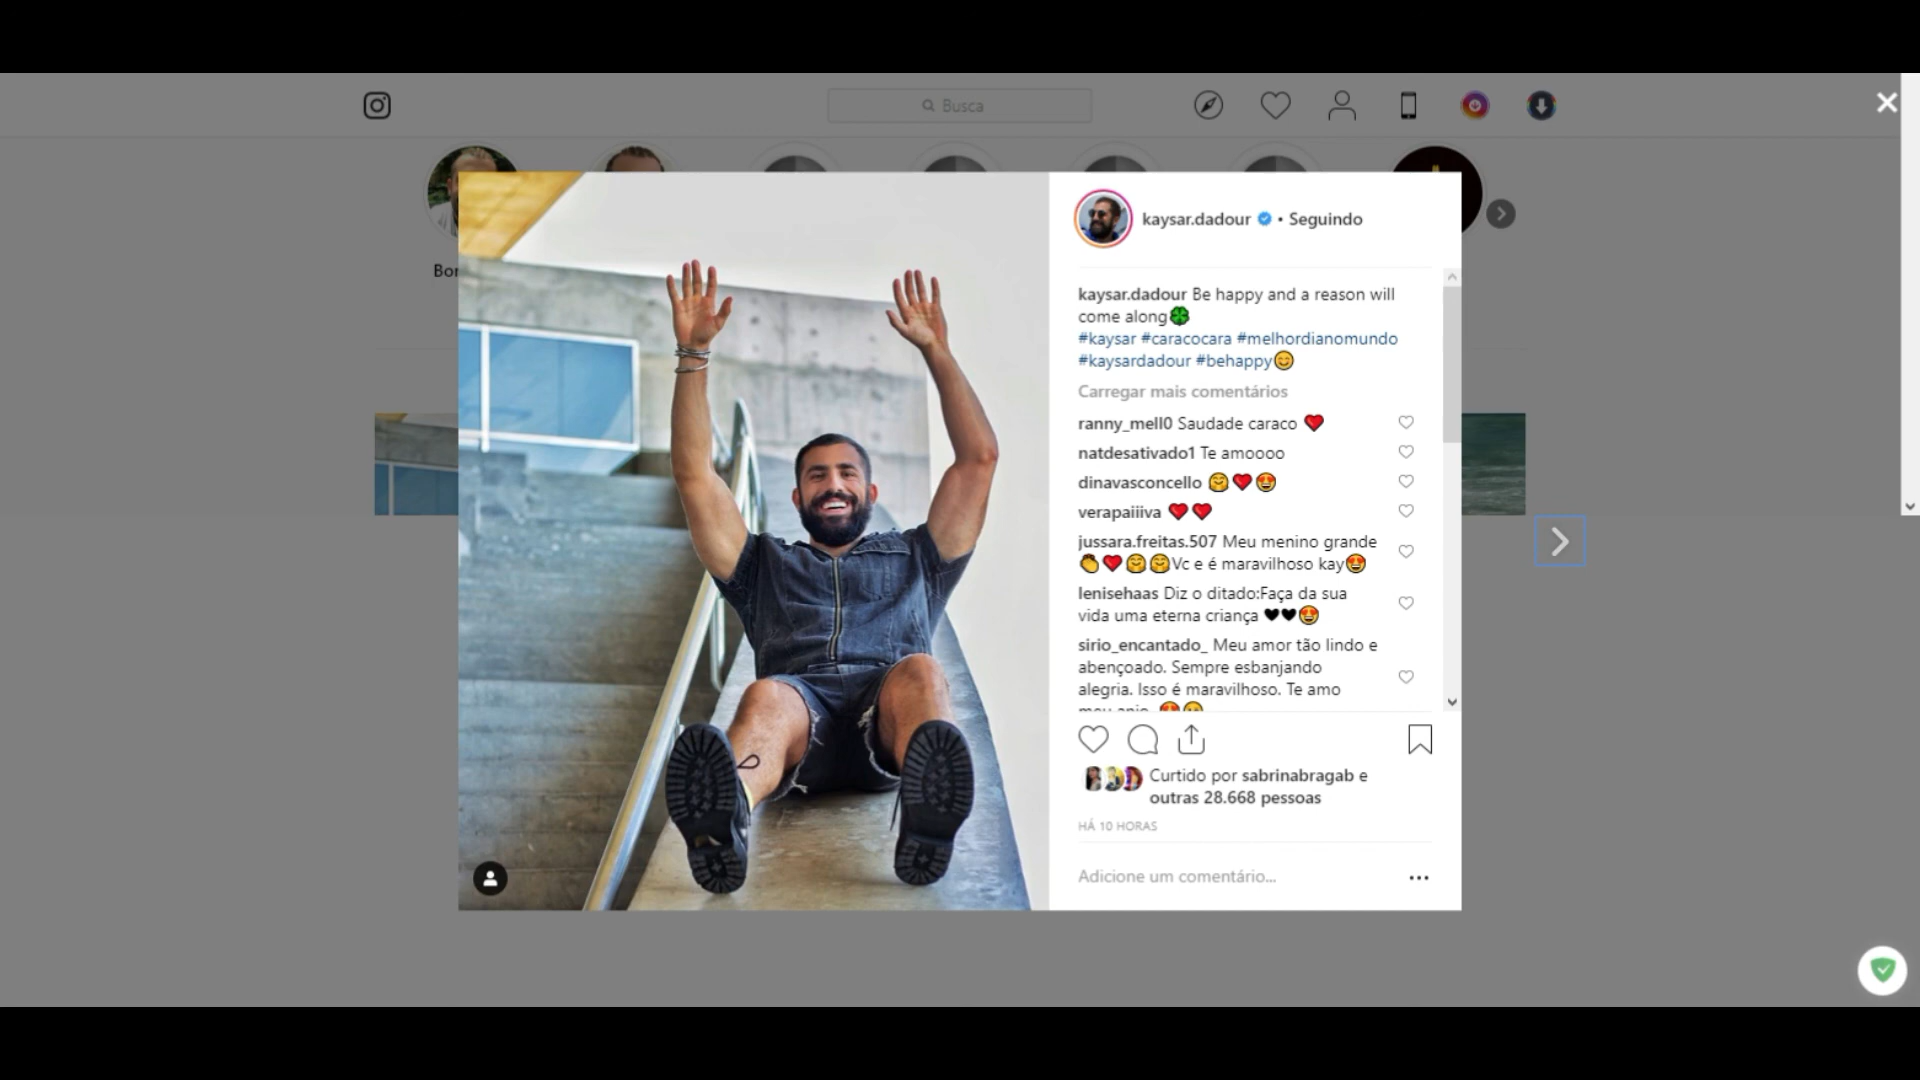 Busca
Bor
kaysar.dadour • Seguindo
kaysar.dadour Be happy and a reason will
come along🍀
#kaysar #caracocara #melhordianomundo
#kaysardadour #behappy😊
Carregar mais comentários
ranny_mell0 Saudade caraco ❤️
natdesativado1 Te amoooo
dinavasconcello 🤗❤️😍
verapaiiiva ❤️❤️
jussara.freitas.507 Meu menino grande
👏❤️🤗🤗Vc e é maravilhoso kay😍
lenisehaas Diz o ditado:Faça da sua
vida uma eterna criança 🖤🖤😍
sirio_encantado_ Meu amor tão lindo e
abençoado. Sempre esbanjando
alegria. Isso é maravilhoso. Te amo
Curtido por sabrinabragab e
outras 28.668 pessoas
HÁ 10 HORAS
Adicione um comentário...